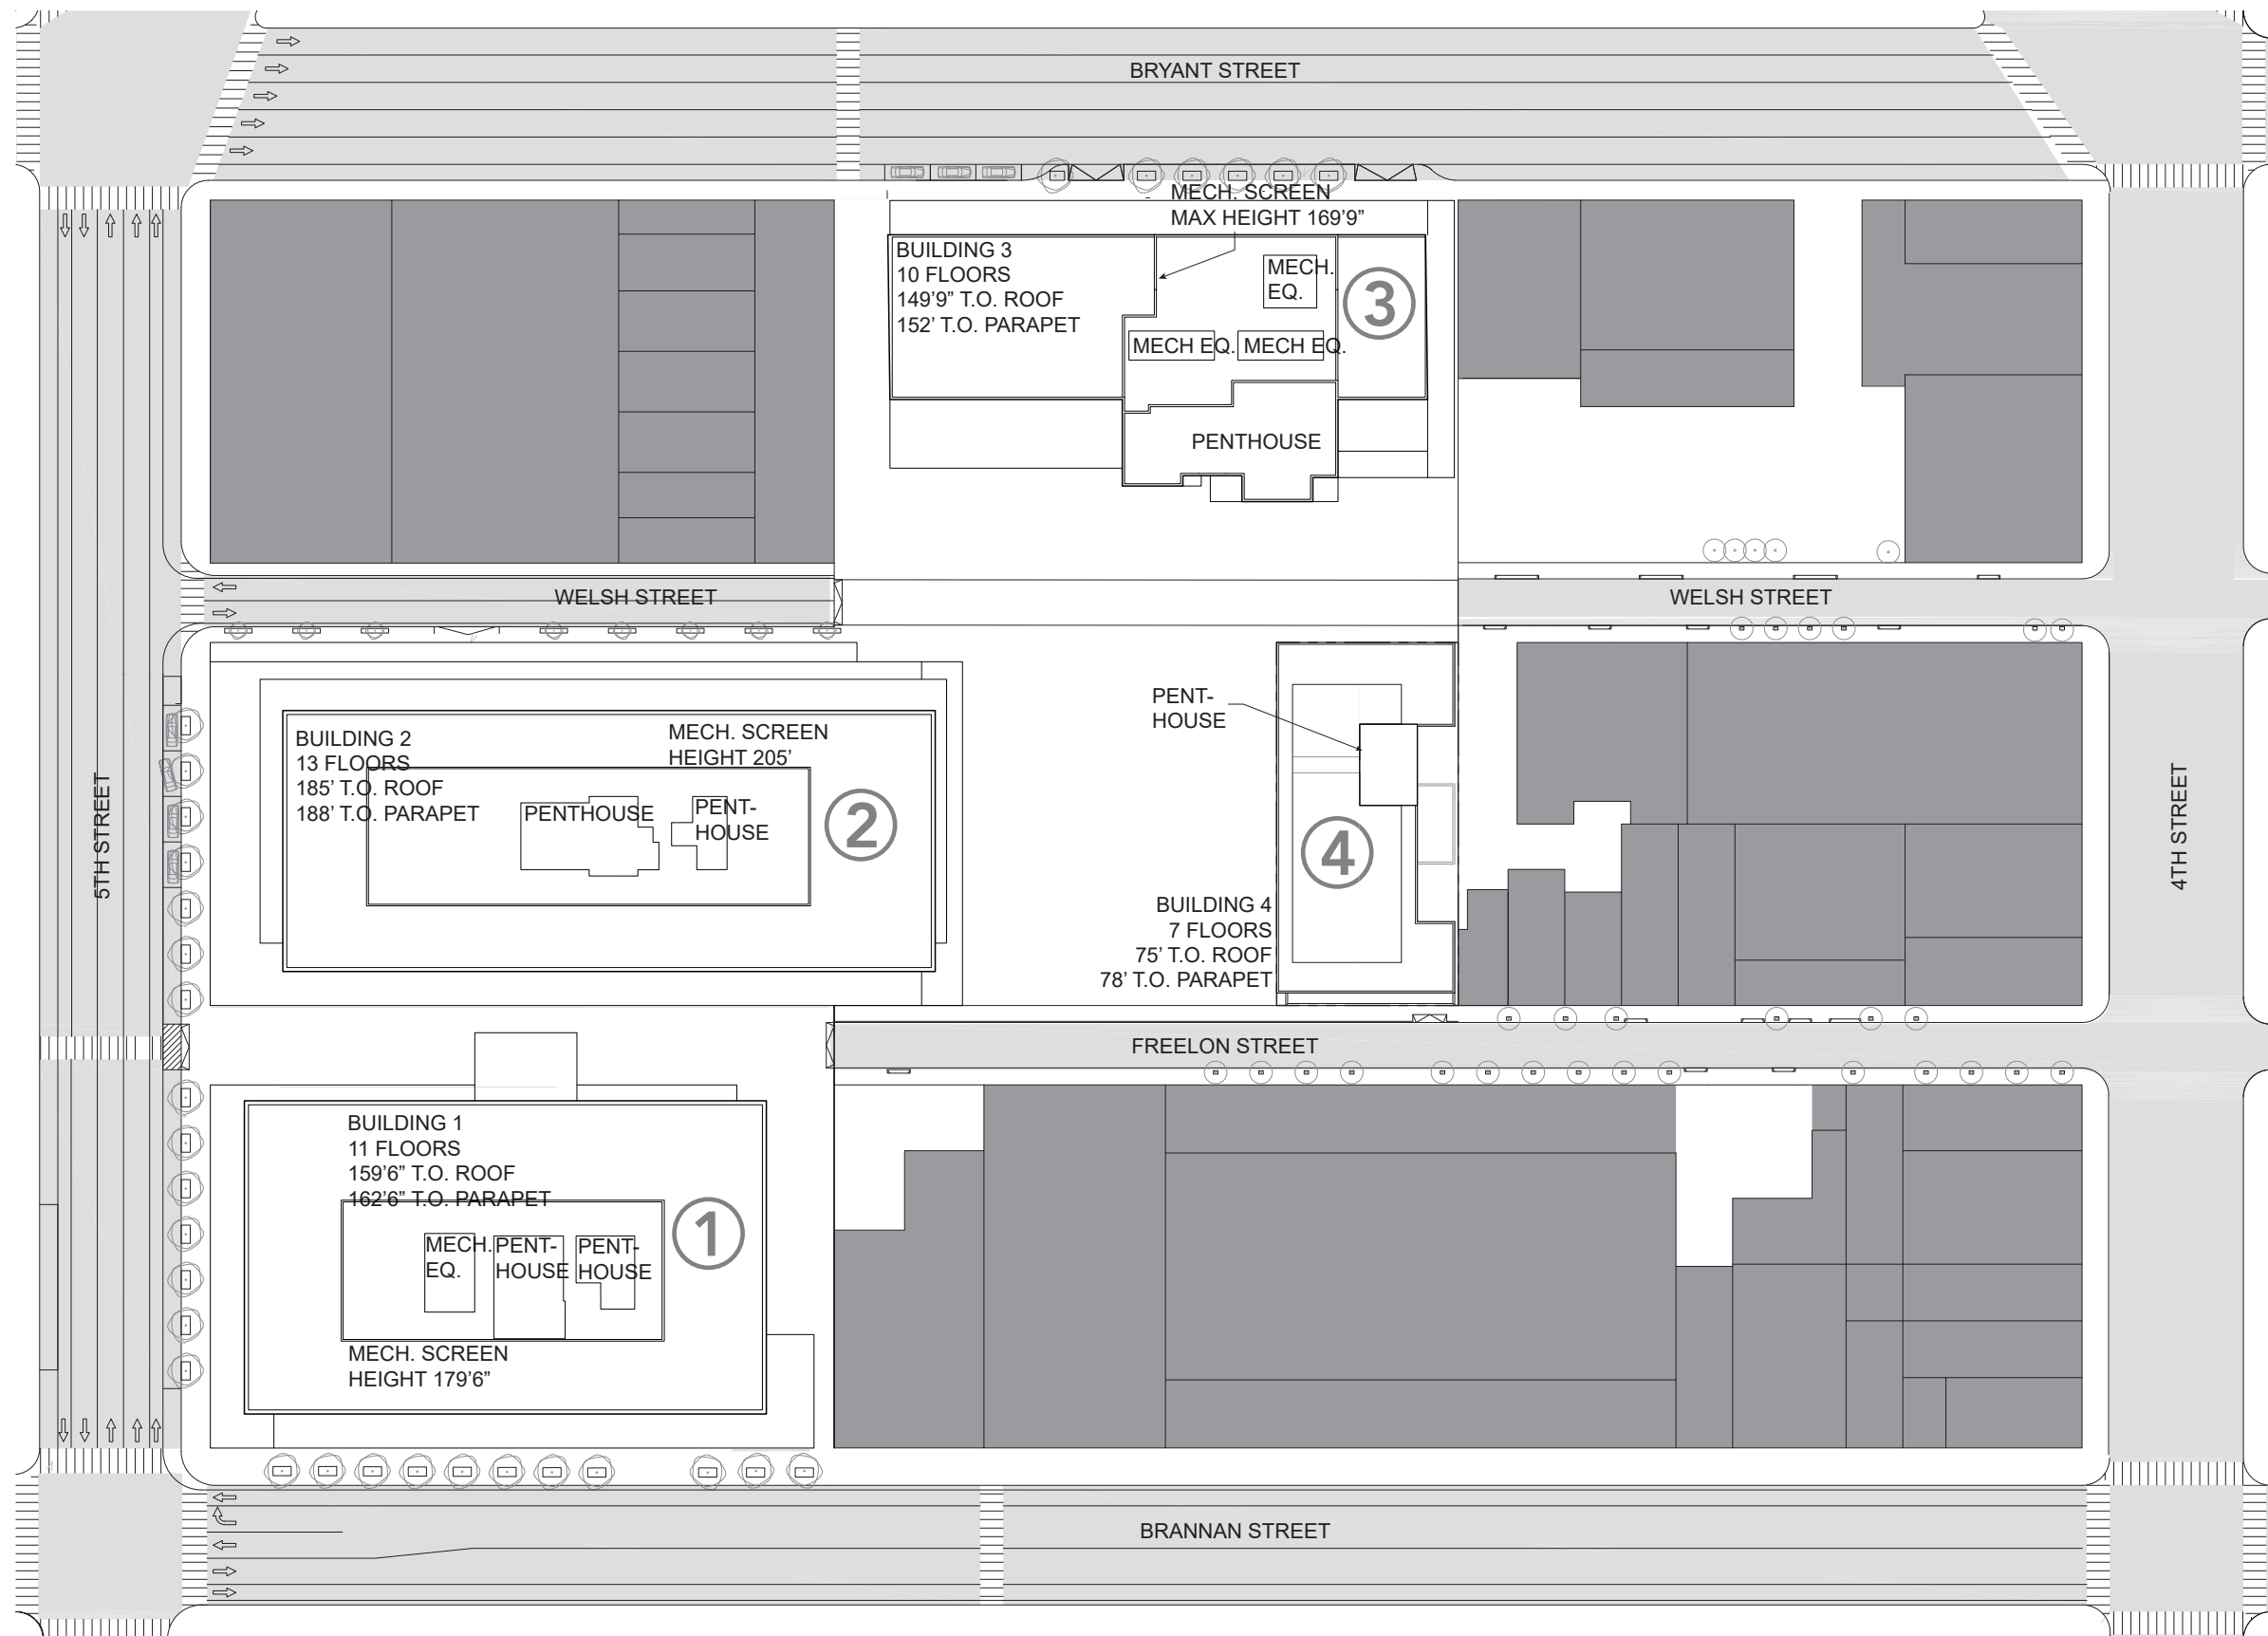 BRYANT STREET
MECH. SCREEN
MAX HEIGHT 169’9”
BUILDING 3
10 FLOORS
149’9” T.O. ROOF
152’ T.O. PARAPET
MECH.
EQ.
3
MECH EQ.
MECH EQ.
PENTHOUSE
WELSH STREET
WELSH STREET
5TH STREET
BUILDING 2
13 FLOORS
185’ T.O. ROOF
188’ T.O. PARAPET
MECH. SCREEN
HEIGHT 205’
PENTHOUSE
PENT-
HOUSE
2
PENT-
HOUSE
4
BUILDING 4
7 FLOORS
75’ T.O. ROOF
78’ T.O. PARAPET
4TH STREET
FREELON STREET
BUILDING 1
11 FLOORS
159’6” T.O. ROOF
162’6” T.O. PARAPET
MECH.
EQ.
PENT-
HOUSE
PENT-
HOUSE
1
MECH. SCREEN
HEIGHT 179’6”
BRANNAN STREET